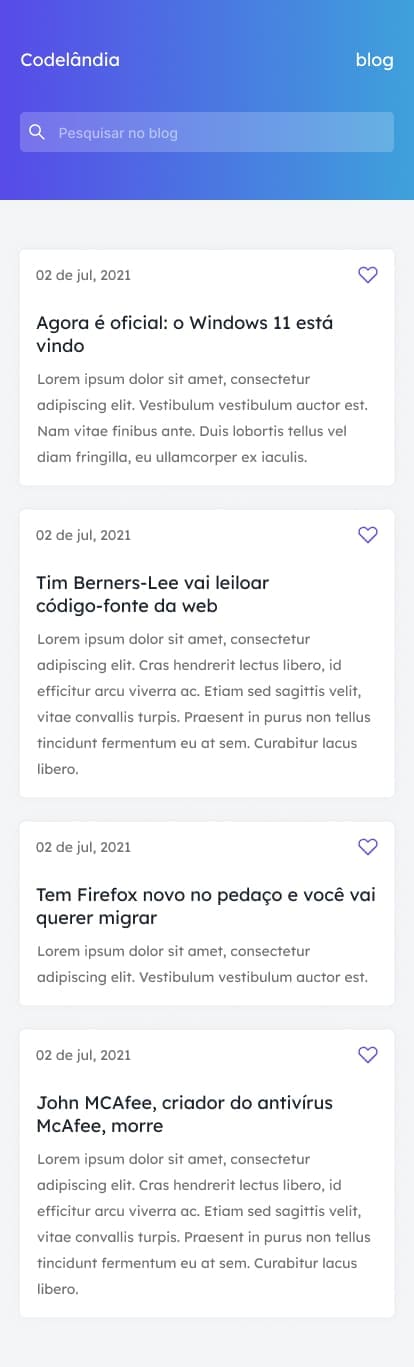 Codelândia
blog
Pesquisar no blog
02 de jul, 2021
Agora é oficial: o Windows 11 está
vindo
Lorem ipsum dolor sit amet, consectetur
adipiscing elit. Vestibulum vestibulum auctor est.
Nam vitae finibus ante. Duis lobortis tellus vel
diam fringilla, eu ullamcorper ex iaculis.
02 de jul, 2021
Tim Berners-Lee vai leiloar
código-fonte da web
Lorem ipsum dolor sit amet, consectetur
adipiscing elit. Cras hendrerit lectus libero, id
efficitur arcu viverra ac. Etiam sed sagittis velit,
vitae convallis turpis. Praesent in purus non tellus
tincidunt fermentum eu at sem. Curabitur lacus
libero.
02 de jul, 2021
Tem Firefox novo no pedaço e você vai
querer migrar
Lorem ipsum dolor sit amet, consectetur
adipiscing elit. Vestibulum vestibulum auctor est.
02 de jul, 2021
John MCAfee, criador do antivírus
McAfee, morre
Lorem ipsum dolor sit amet, consectetur
adipiscing elit. Cras hendrerit lectus libero, id
efficitur arcu viverra ac. Etiam sed sagittis velit,
vitae convallis turpis. Praesent in purus non tellus
tincidunt fermentum eu at sem. Curabitur lacus
libero.